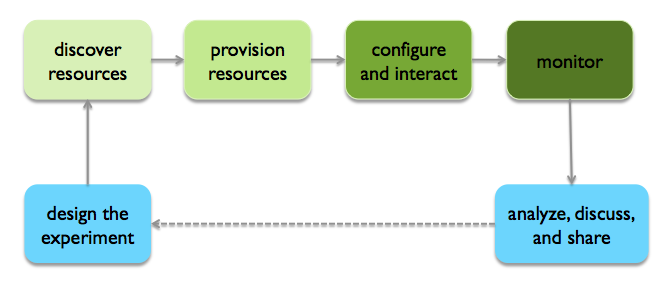 discover
resources
provision
resources
configure
and interact
monitor
design the
experiment
analyze, discuss,
and share